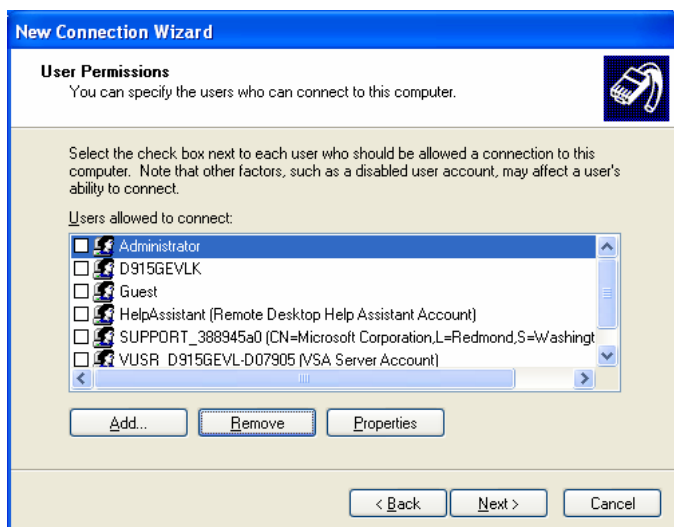 New Connection Wizard
User Permissions
You can specify the users who can connect to this computer.
Select the check box next to each user who should be allowed a connection to this
computer. Note that other factors, such as a disabled user account, may affect a user's
ability to connect.
Users allowed to connect:
Administrator
D915GEVLK
Guest
HelpAssistant (Remote Desktop Help Assistant Account)
SUPPORT_388945a0 (CN=Microsoft Corporation,L=Redmond,S=Washingt
VUSR_D915GEVL-D07905 (VSA Server Account)
Add...
Remove
Properties
< Back
Next >
Cancel